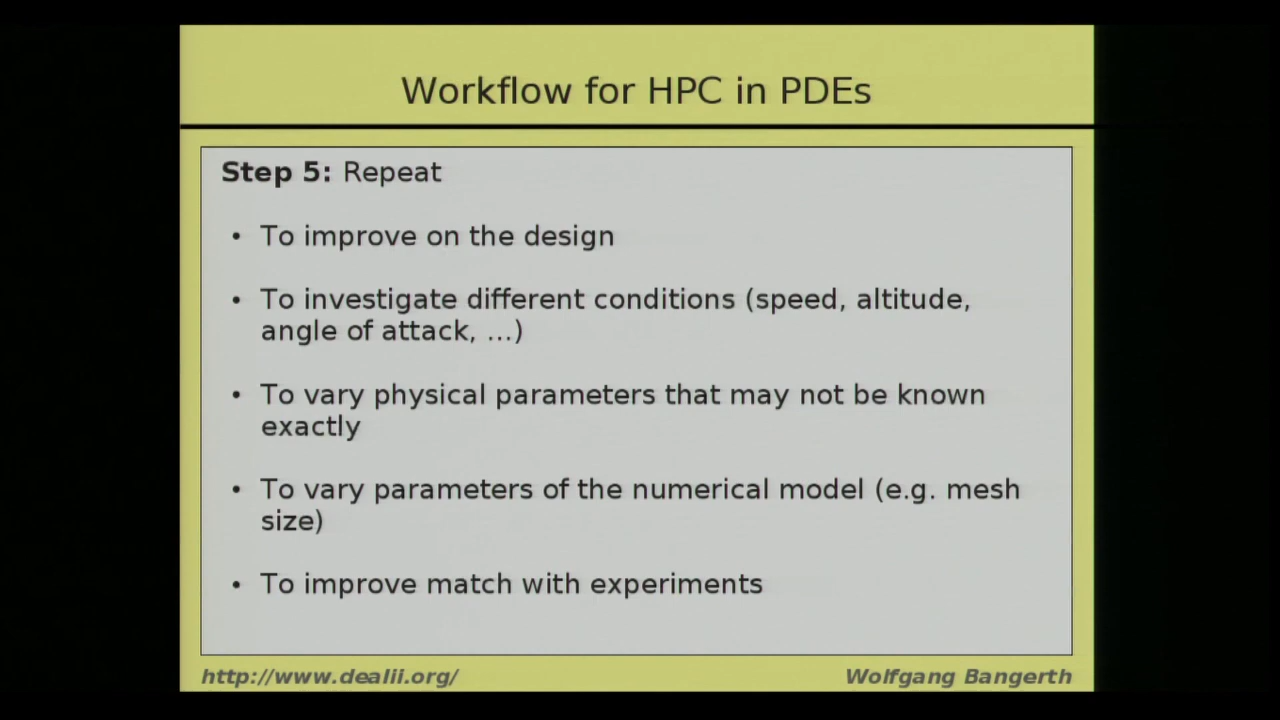 Workflow for HPC in PDEs
Step 5: Repeat
• To improve on the design
• To investigate different conditions (speed, altitude,
angle of attack, ...)
• To vary physical parameters that may not be known
exactly
• To vary parameters of the numerical model (e.g. mesh
size)
• To improve match with experiments
http://www.dealii.org/
Wolfgang Bangerth